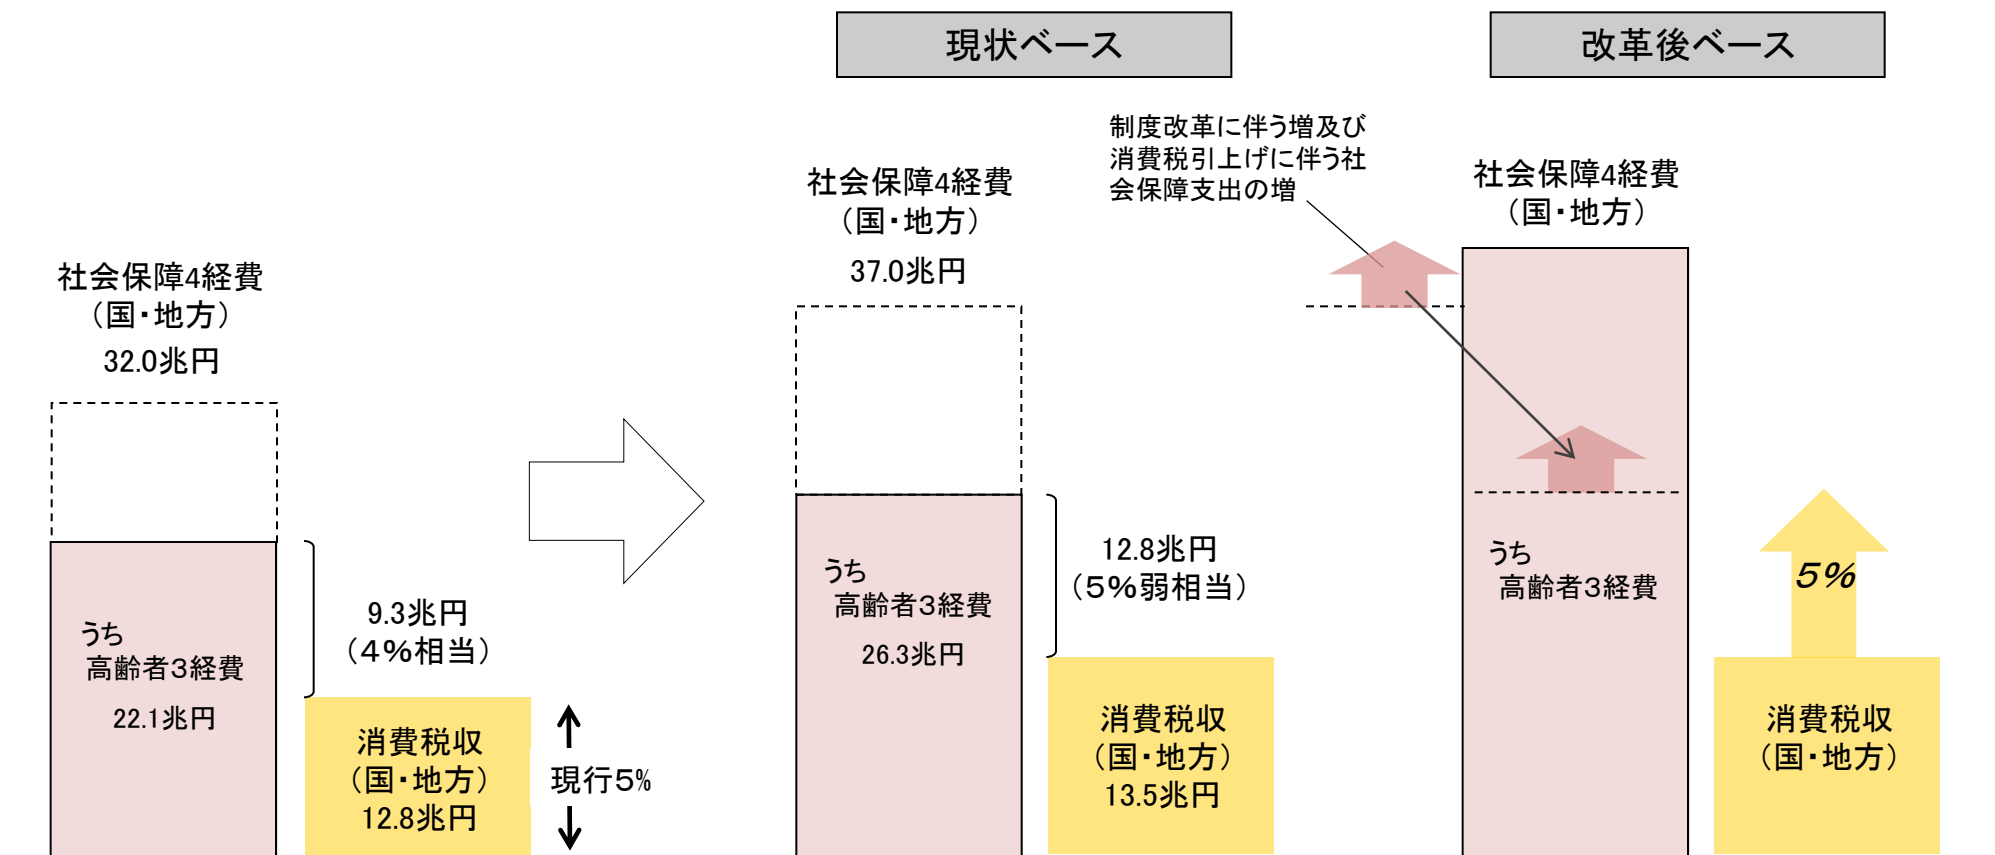 現状ベース
改革後ベース
制度改革に伴う増及び
消費税引上げに伴う社
会保障支出の増
社会保障4経費
（国・地方）
32.0兆円
うち
高齢者３経費
22.1兆円
9.3兆円
（４％相当）
消費税収
（国・地方）
12.8兆円
現行５%
社会保障4経費
（国・地方）
37.0兆円
うち
高齢者３経費
26.3兆円
12.8兆円
（５％弱相当）
消費税収
（国・地方）
13.5兆円
社会保障4経費
（国・地方）
うち
高齢者３経費
５％
消費税収
（国・地方）